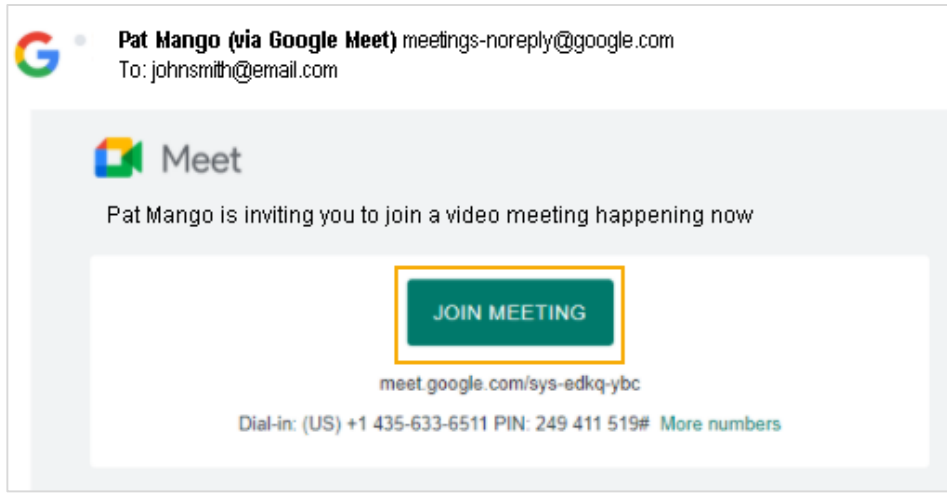 Pat Mango (via Google Meet) meetings-noreply@google.com
To: johnsmith@email.com
Meet
Pat Mango is inviting you to join a video meeting happening now
JOIN MEETING
meet.google.com/sys-edkq-ybc
Dial-in: (US) +1 435-633-6511 PIN: 249 411 519# More numbers